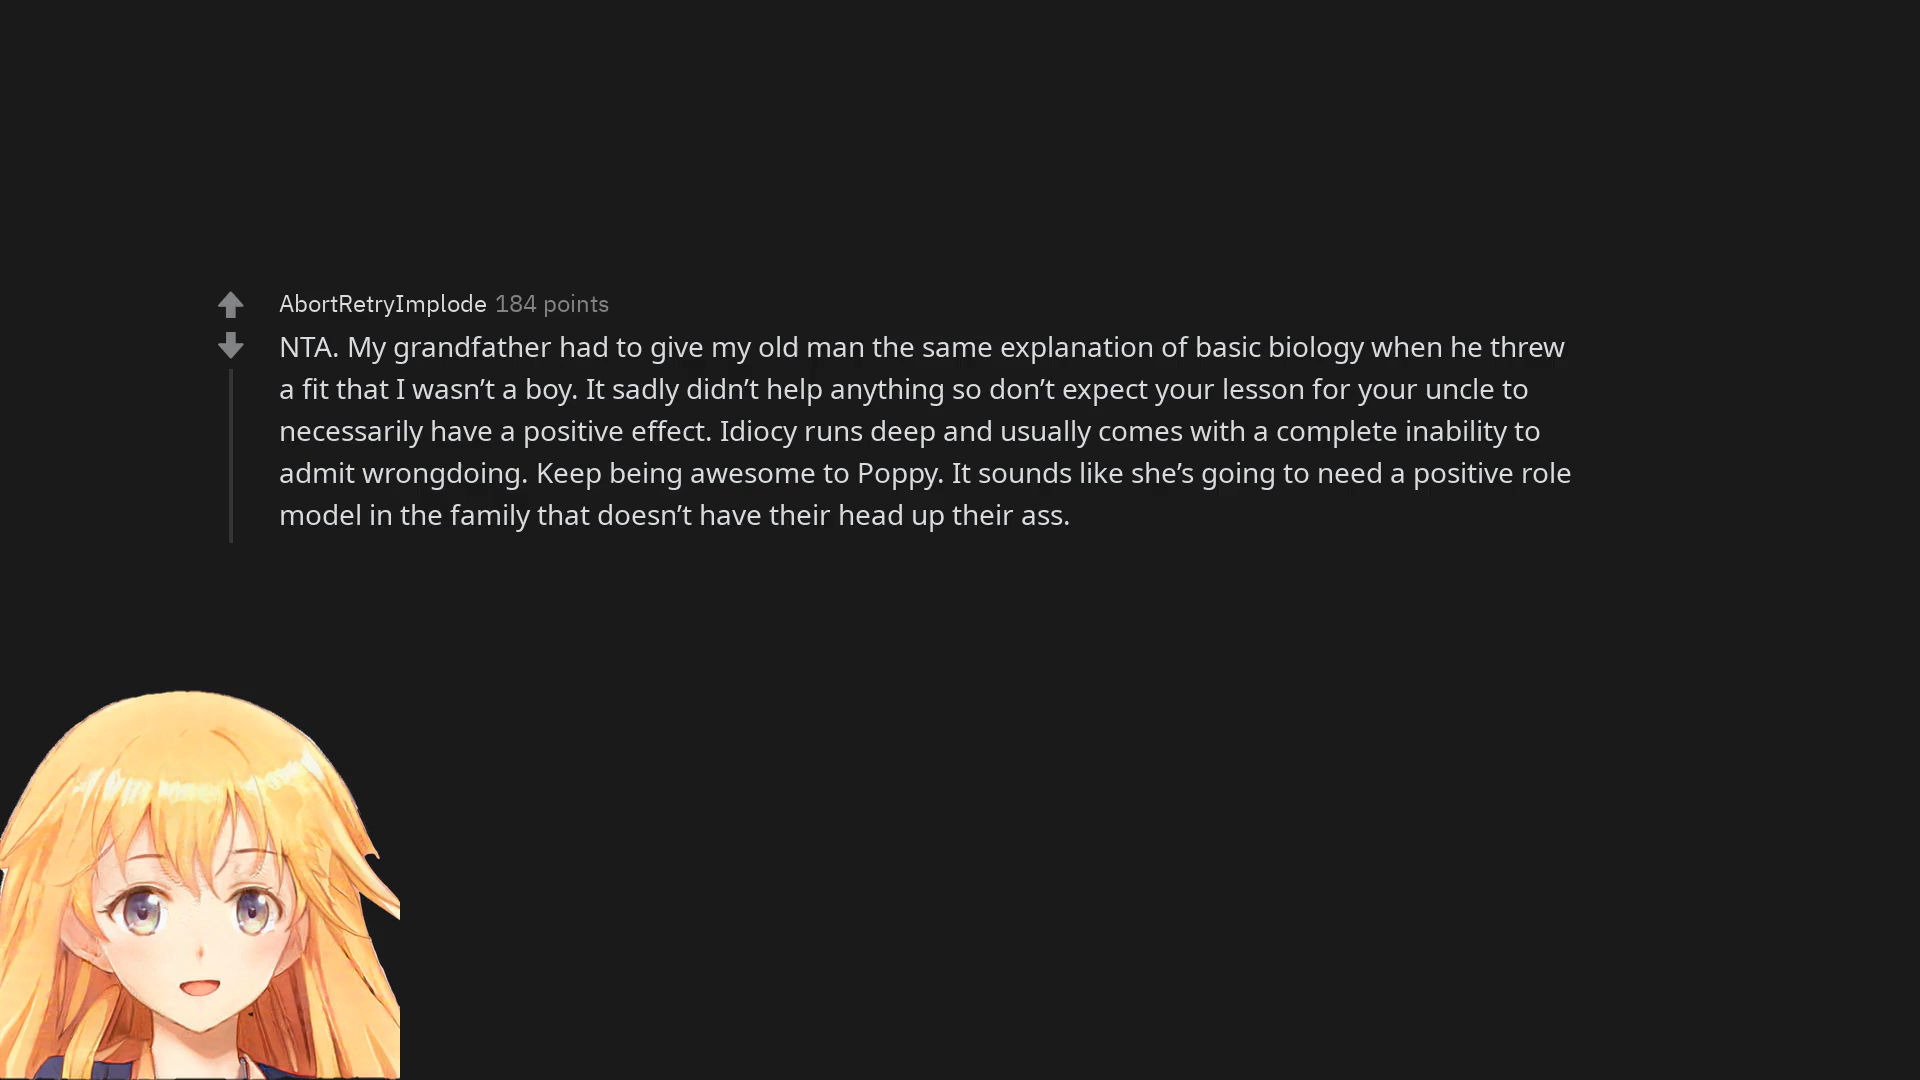 AbortRetryImplode 184 points
NTA. My grandfather had to give my old man the same explanation of basic biology when he threw
a fit that I wasn’t a boy. It sadly didn’t help anything so don’t expect your lesson for your uncle to
necessarily have a positive effect. Idiocy runs deep and usually comes with a complete inability to
admit wrongdoing. Keep being awesome to Poppy. It sounds like she’s going to need a positive role
model in the family that doesn’t have their head up their ass.